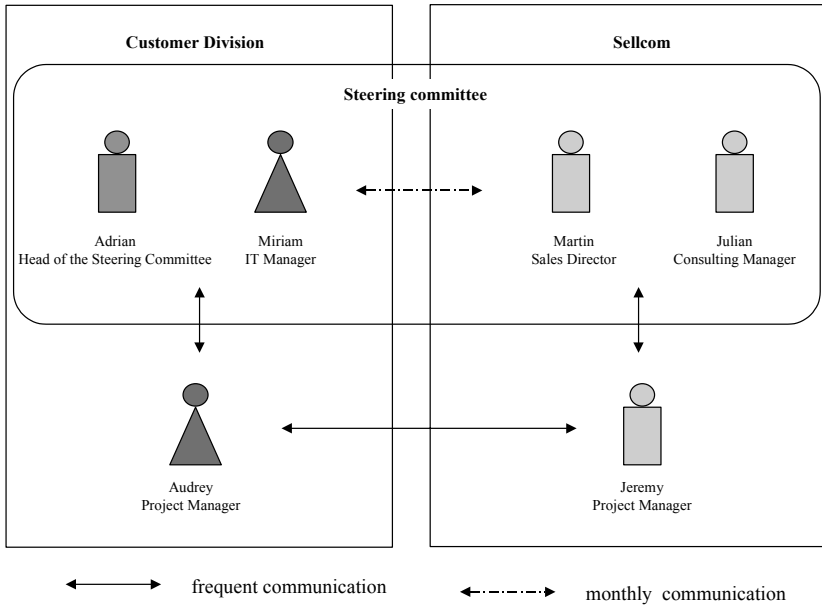 Customer Division
Sellcom
Steering committee
Adrian
Head of the Steering Committee
Miriam
IT Manager
Martin
Sales Director
Julian
Consulting Manager
Audrey
Project Manager
Jeremy
Project Manager
frequent communication
monthly communication